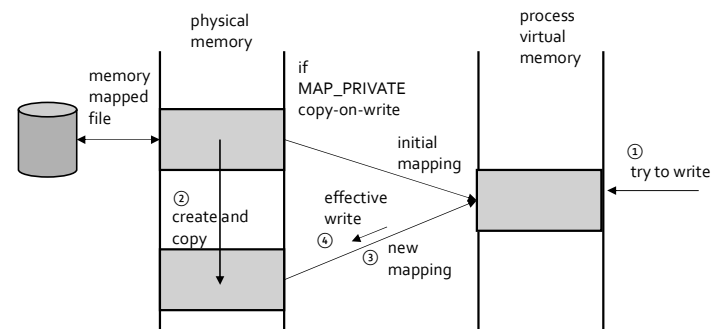 physical
memory
process
virtual
memory
if
MAP_PRIVATE
copy-on-write
memory
mapped
file
initial
mapping
①
try to write
②
create and
copy
effective
write
④
③ new
mapping